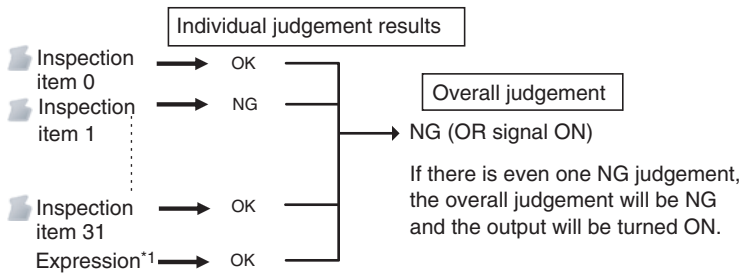 Individual judgement results
Inspection
item 0
OK
Inspection
item 1
NG
Overall judgement
NG (OR signal ON)
If there is even one NG judgement,
the overall judgement will be NG
and the output will be turned ON.
Inspection
item 31
OK
Expression*1
OK